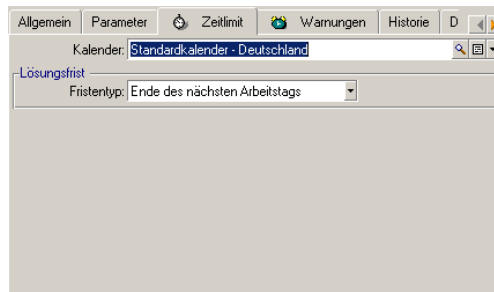 Allgemein Parameter Zeitlimit Warnungen Historie D
Kalender: Standardkalender - Deutschland
Lösungsfrist
Fristentyp: Ende des nächsten Arbeitstags